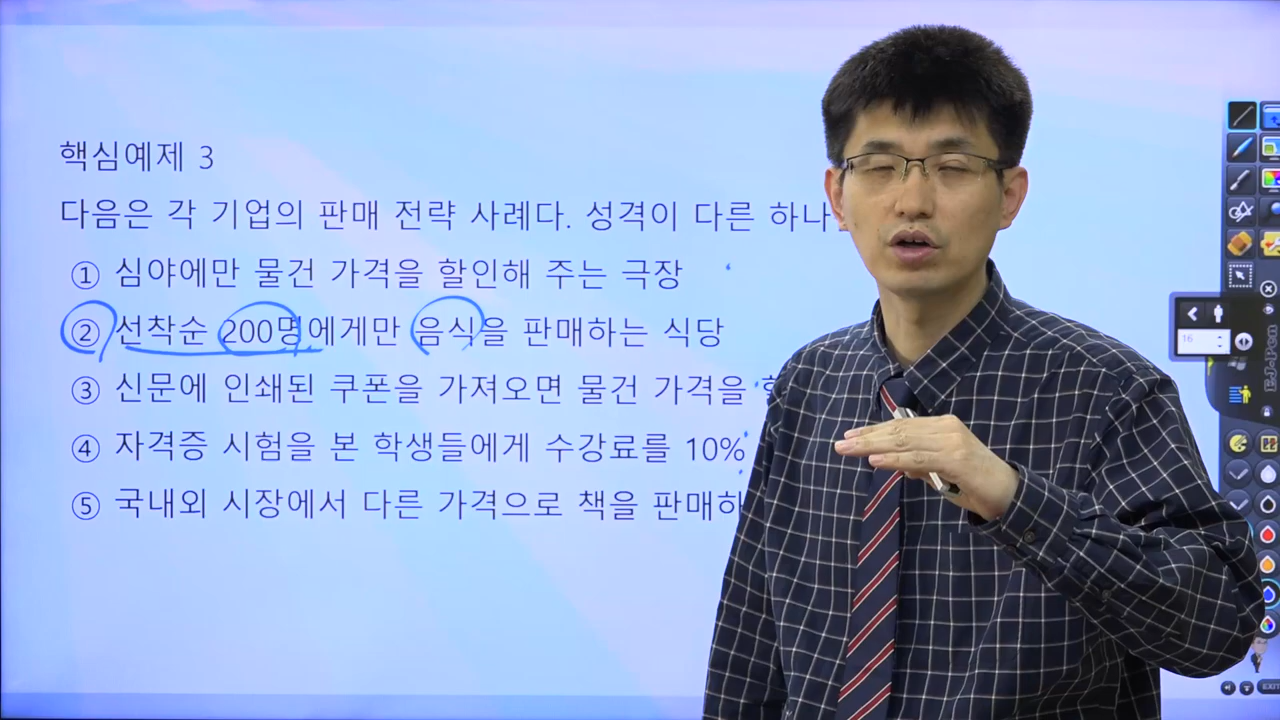 핵심예제 3
다음은 각 기업의 판매 전략 사례다. 성격이 다른 하나
① 심야에만 물건 가격을 할인해 주는 극장
② 선착순 200명에게만 음식을 판매하는 식당
③ 신문에 인쇄된 쿠폰을 가져오면 물건 가격을
④ 자격증 시험을 본 학생들에게 수강료를 10%
⑤ 국내외 시장에서 다른 가격으로 책을 판매하
16
EJ-Pen
EXIT